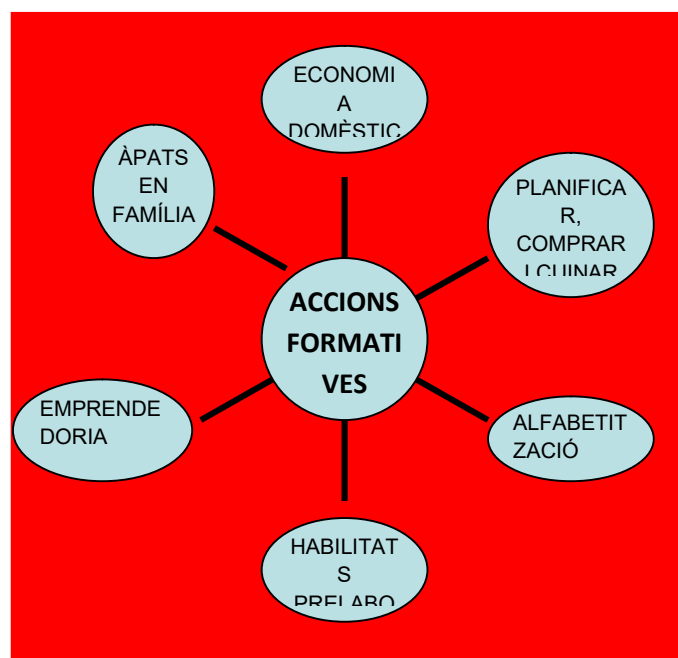 ECONOMI
A
DOMÈSTIC
ÀPATS
EN
FAMÍLIA
PLANIFICA
R,
COMPRAR
I CUINAR
ACCIONS
FORMATI
VES
EMPRENDE
DORIA
ALFABETIT
ZACIÓ
HABILITAT
S
PRELABO